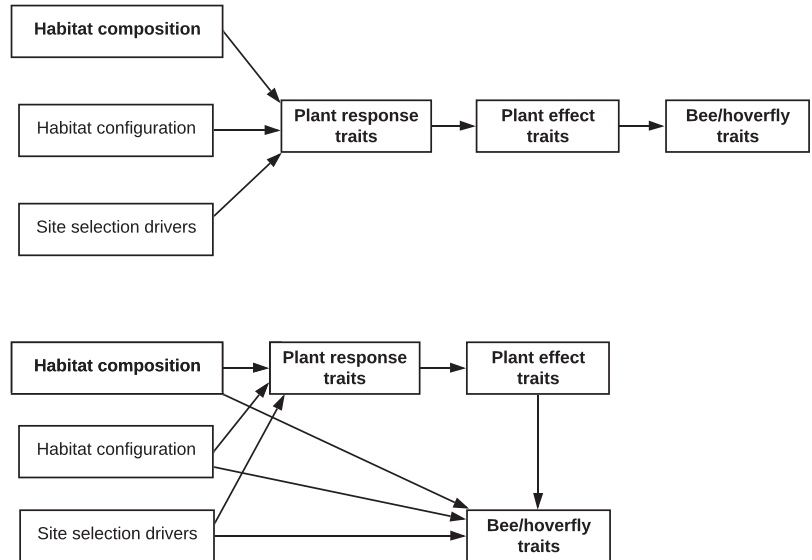 Habitat composition
Habitat configuration
Site selection drivers
Plant response
traits
Plant effect
traits
Bee/hoverfly
traits
Habitat composition
Habitat configuration
Site selection drivers
Plant response
traits
Plant effect
traits
Bee/hoverfly
traits